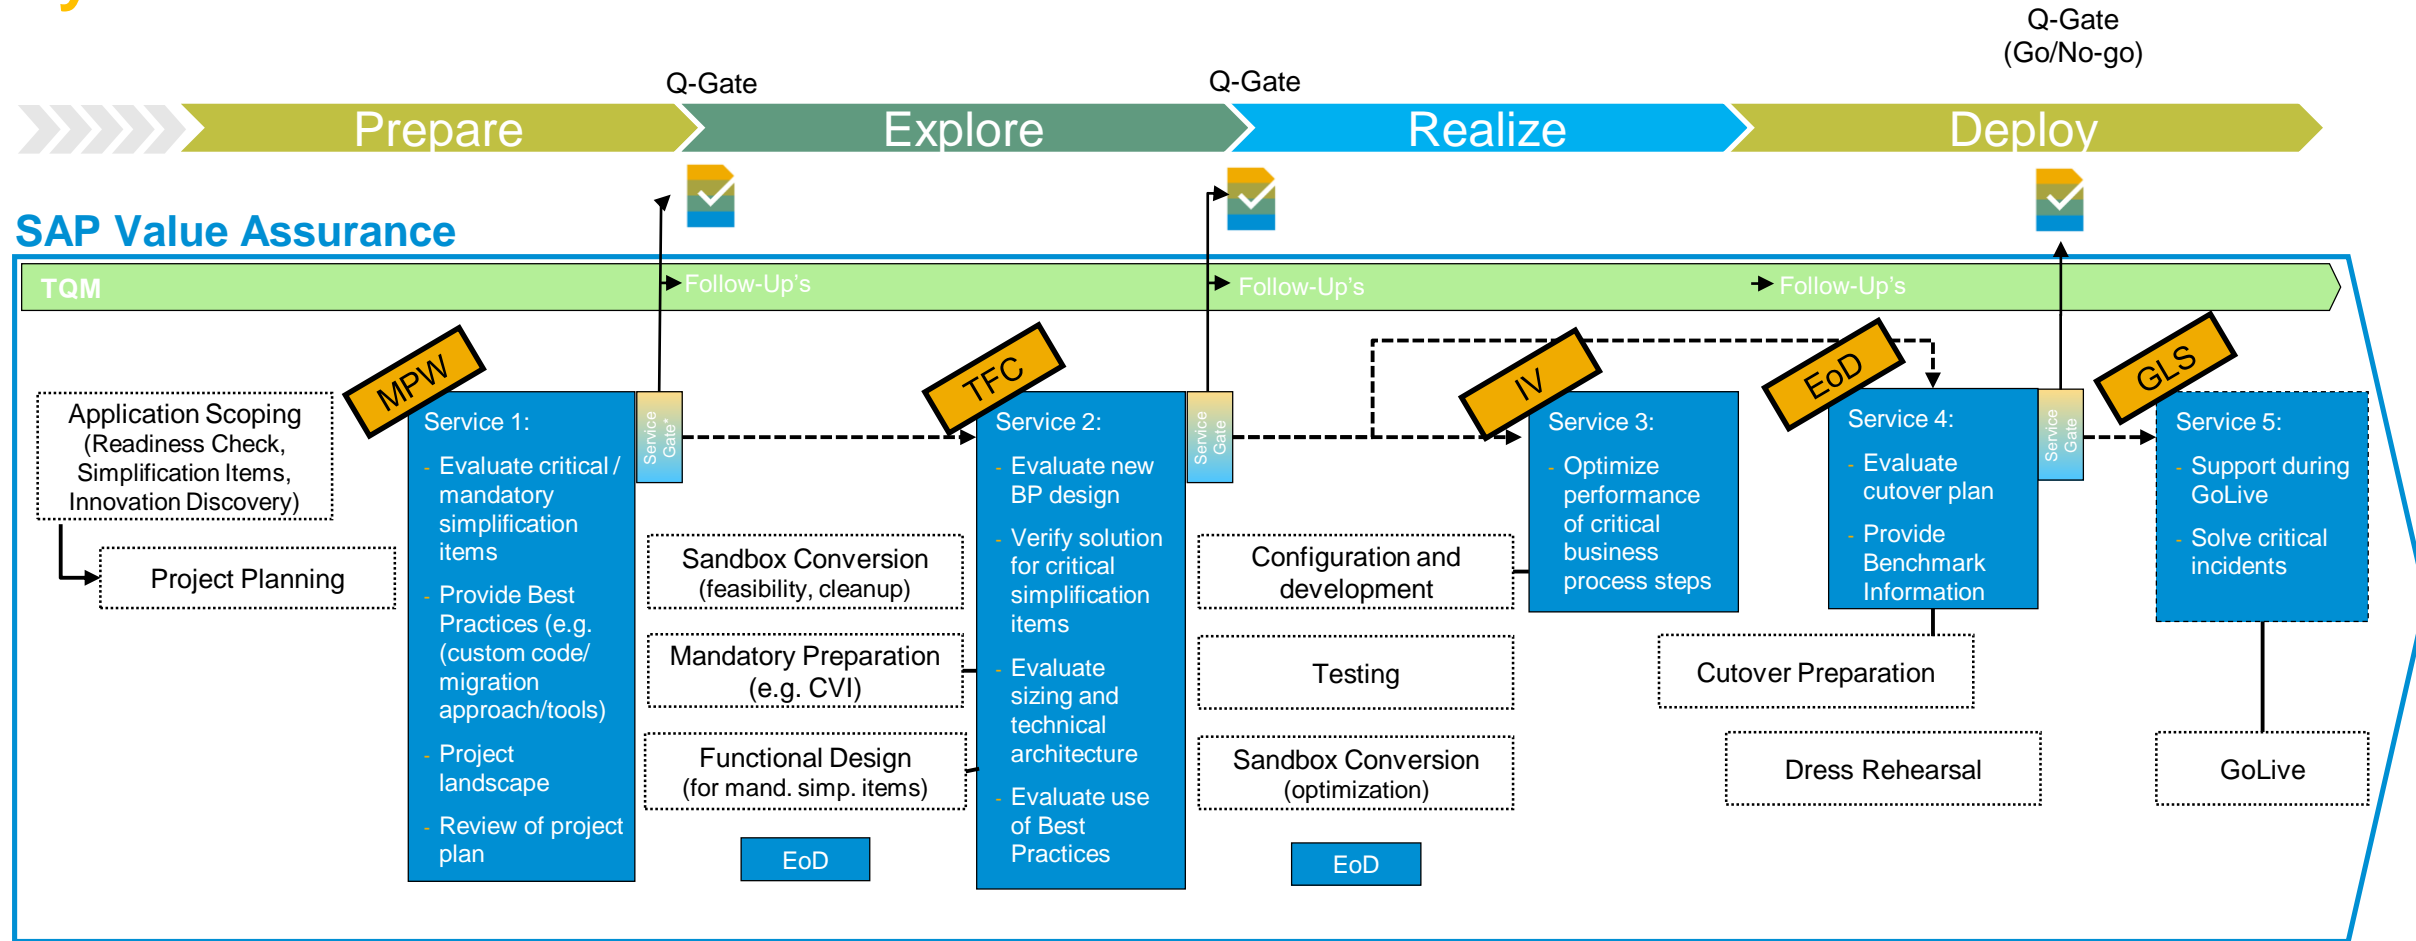 Q-Gate
(Go/No-go)
Q-Gate
Q-Gate
Prepare
Explore
Realize
Deploy
SAP Value Assurance
TQM
Follow-Up's
Follow-Up's
Follow-Up's
MPW
TFC
IV
EoD
GLS
Application Scoping
(Readiness Check,
Simplification Items,
Innovation Discovery)
Project Planning
Service 1:
- Evaluate critical /
mandatory
simplification
items
- Provide Best
Practices (e.g.
(custom code/
migration
approach/tools)
- Project
landscape
- Review of project
plan
Service
Gate*
Sandbox Conversion
(feasibility, cleanup)
Mandatory Preparation
(e.g. CVI)
Functional Design
(for mand. simp. items)
EoD
Service 2:
- Evaluate new
BP design
- Verify solution
for critical
simplification
items
- Evaluate
sizing and
technical
architecture
- Evaluate use
of Best
Practices
Service
Gate
Configuration and
development
Testing
Sandbox Conversion
(optimization)
EoD
Service 3:
- Optimize
performance
of critical
business
process steps
Service 4:
- Evaluate
cutover plan
- Provide
Benchmark
Information
Service
Gate
Cutover Preparation
Dress Rehearsal
Service 5:
- Support during
GoLive
- Solve critical
incidents
GoLive